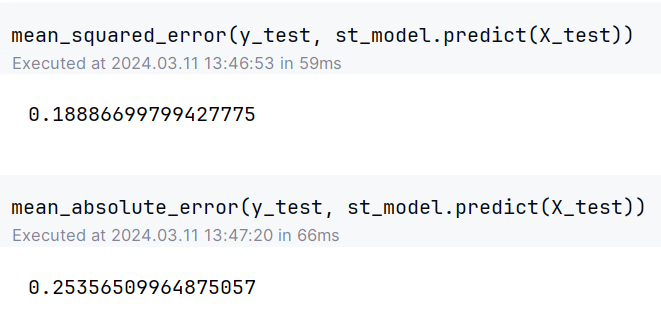 mean_squared_error(y_test, st_model.predict(X_test))
Executed at 2024.03.11 13:46:53 in 59ms
0.18886699799427775
mean_absolute_error(y_test, st_model.predict(X_test))
Executed at 2024.03.11 13:47:20 in 66ms
0.25356509964875057